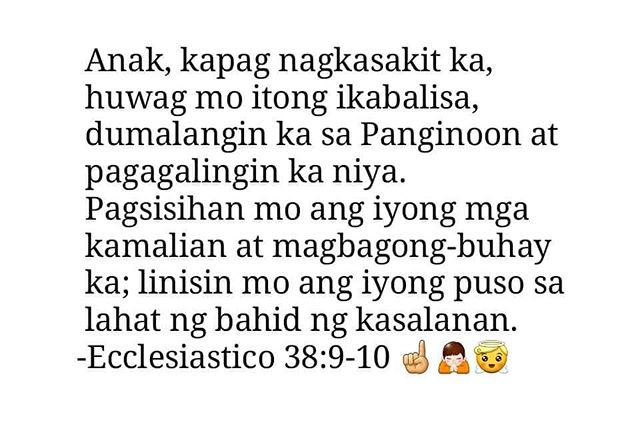 Anak, kapag nagkasakit ka,
huwag mo itong ikabalisa,
dumalangin ka sa Panginoon at
pagagalingin ka niya.
Pagsisihan mo ang iyong mga
kamalian at magbagong-buhay
ka; linisin mo ang iyong puso sa
lahat ng bahid ng kasalanan.
-Ecclesiastico 38:9-10 ☝🙏😇